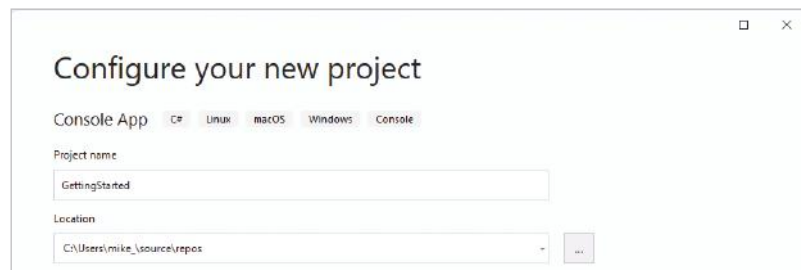 Configure your new project
Console App C# Linux macOS Windows Console
Project name
GettingStarted
Location
C:\Users\mike_\source\repos
...